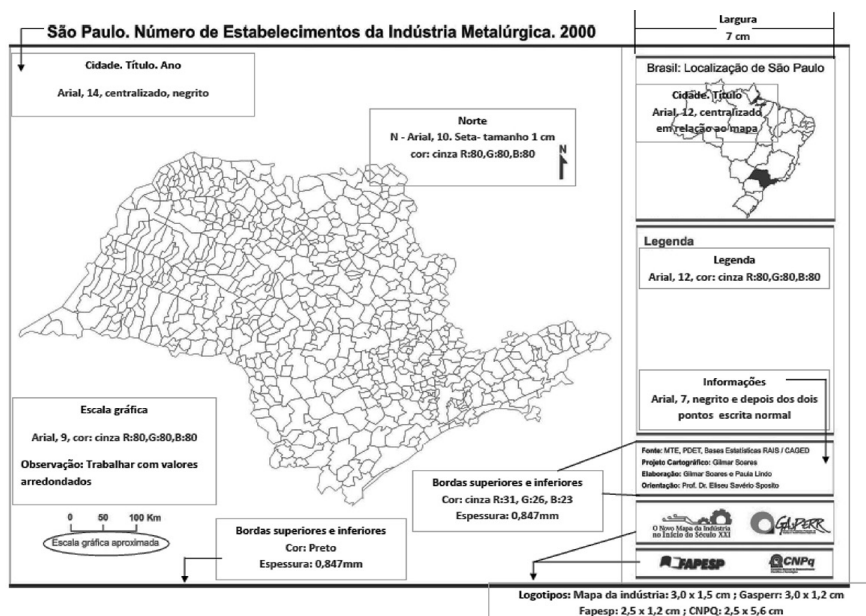 Largura
7 cm
São Paulo. Número de Estabelecimentos da Indústria Metalúrgica. 2000
Cidade. Título. Ano
Arial, 14, centralizado, negrito
Norte
N - Arial, 10. Seta- tamanho 1 cm
cor: cinza R:80,G:80,B:80
N
Brasil: Localização de São Paulo
Cidade. Título
Arial, 12, centralizado
em relação ao mapa
Legenda
Legenda
Arial, 12, cor: cinza R:80,G:80,B:80
Informações
Arial, 7, negrito e depois dos dois
pontos escrita normal
Escala gráfica
Arial, 9, cor: cinza R:80,G:80,B:80
Observação: Trabalhar com valores
arredondados
0 50 100 Km
Escala gráfica aproximada
Bordas superiores e inferiores
Cor: Preto
Espessura: 0,847mm
Bordas superiores e inferiores
Cor: cinza R:31, G:26, B:23
Espessura: 0,847mm
Fonte: MTE, PDET, Bases Estatísticas RAIS / CAGED
Projeto Cartográfico: Gilmar Soares
Elaboração: Gilmar Soares e Paula Lindo
Orientação: Prof. Dr. Eliseu Savério Sposito
O Novo Mapa da Indústria
no Início do Século XXI
GASPERR
FAPESP
CNPq
Logotipos: Mapa da indústria: 3,0 x 1,5 cm ; Gasperr: 3,0 x 1,2 cm
Fapesp: 2,5 x 1,2 cm ; CNPQ: 2,5 x 5,6 cm